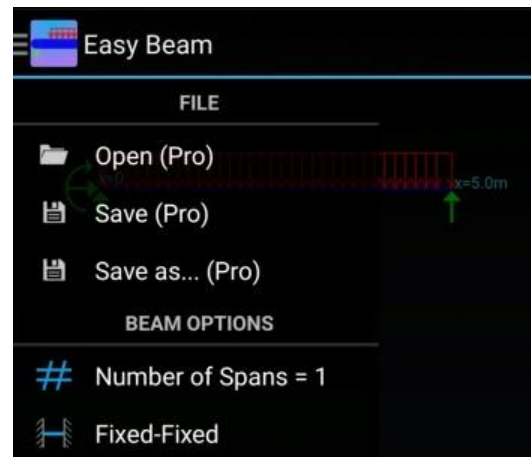 Easy Beam
FILE
Open (Pro)
Save (Pro)
Save as... (Pro)
x=5.0m
BEAM OPTIONS
Number of Spans = 1
Fixed-Fixed